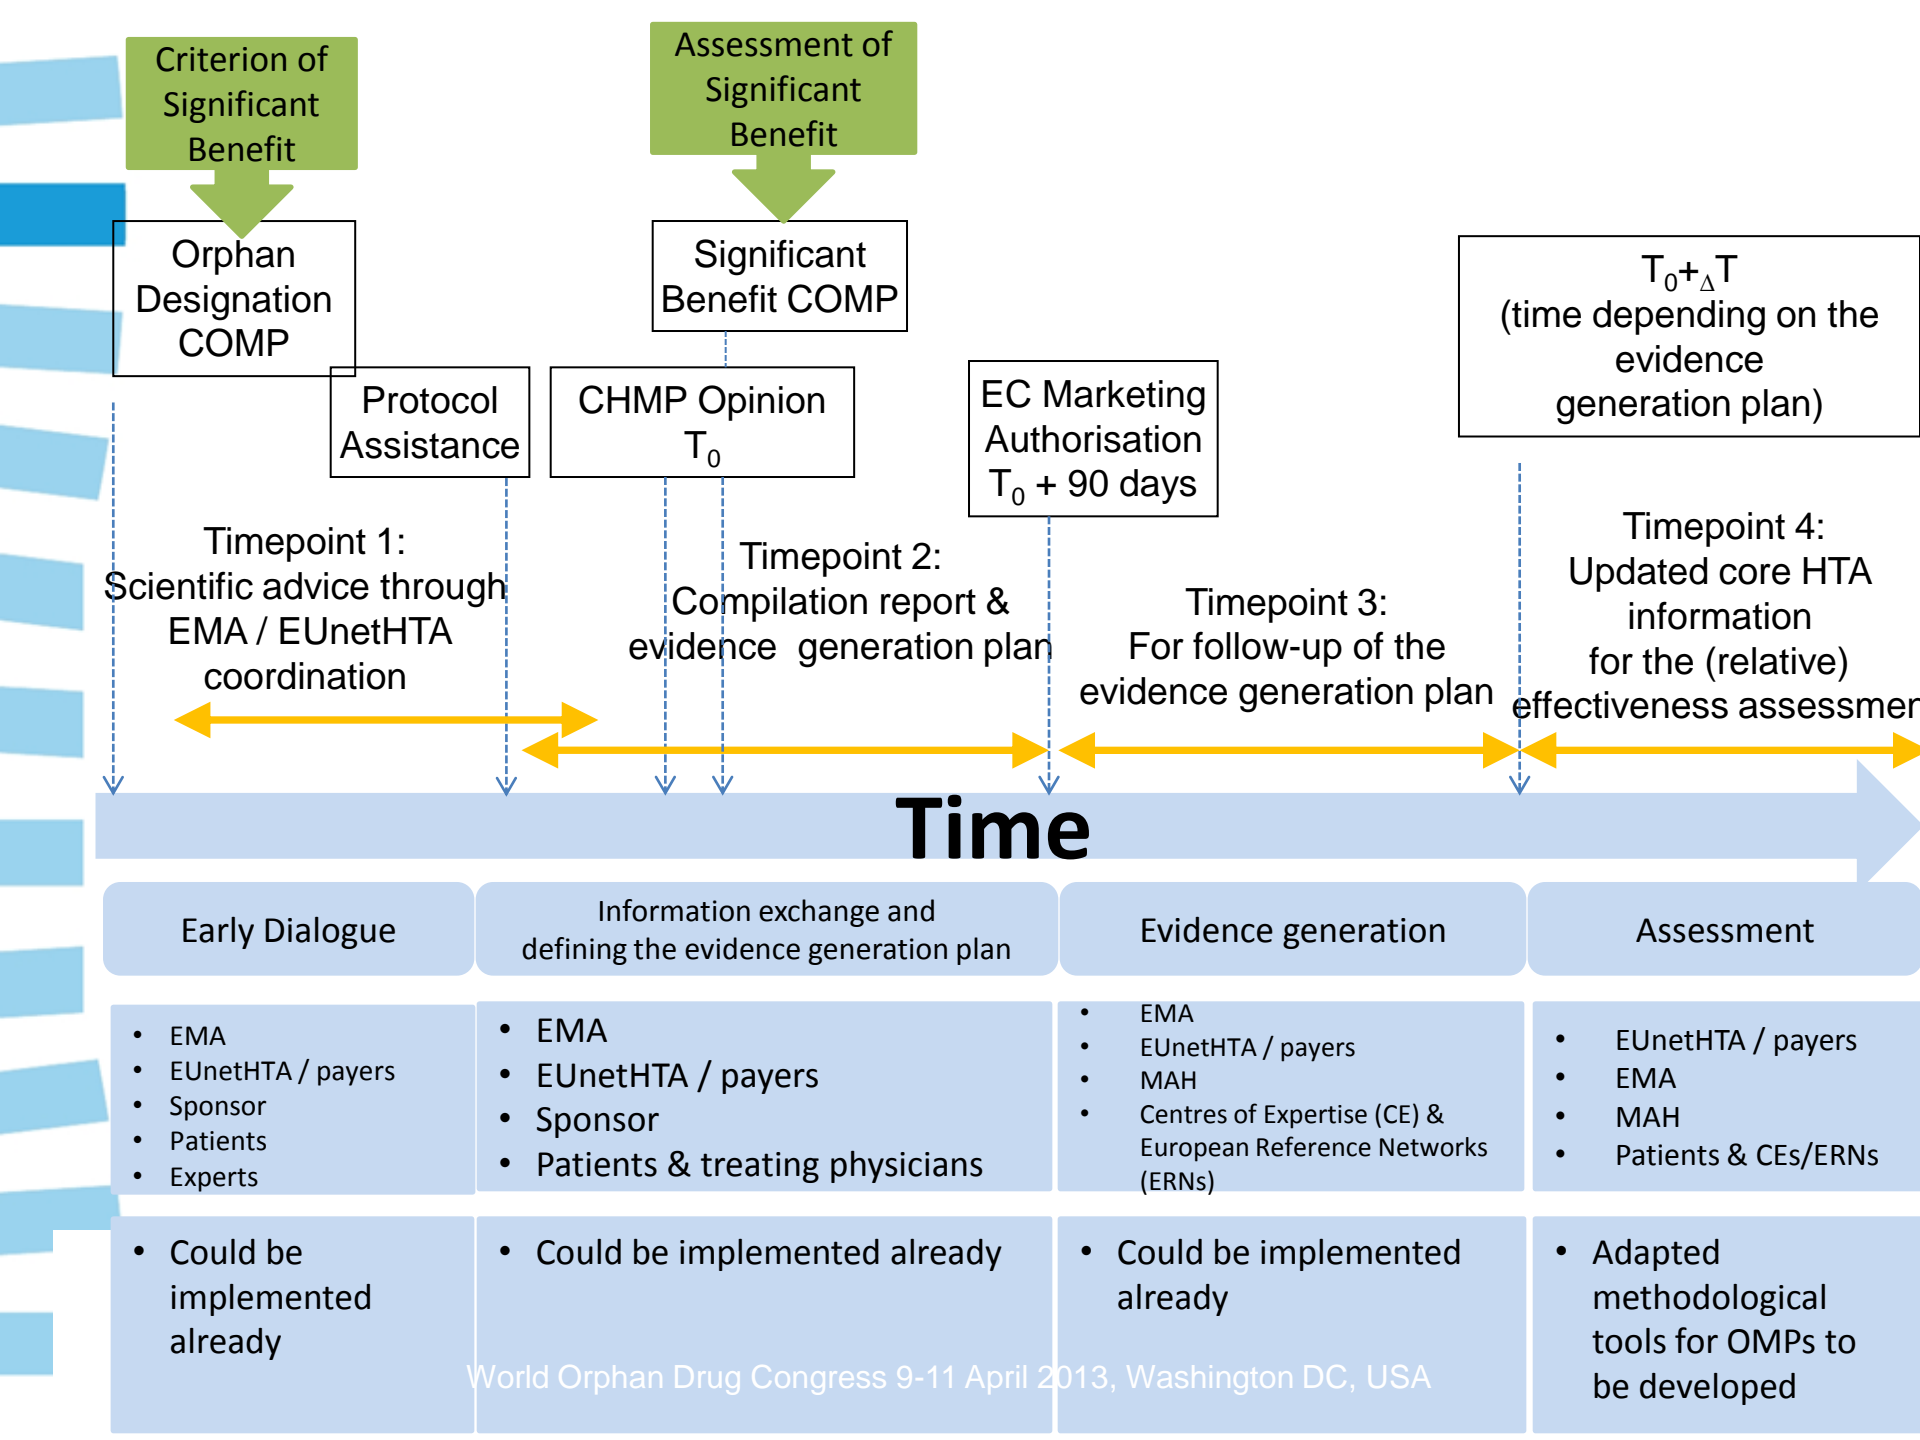 Criterion of
Significant
Benefit
Assessment of
Significant
Benefit
Orphan
Designation
COMP
Significant
Benefit COMP
T0+ΔT
(time depending on the
evidence
generation plan)
Protocol
Assistance
CHMP Opinion
T0
EC Marketing
Authorisation
T0 + 90 days
Timepoint 1:
Scientific advice through
EMA / EUnetHTA
coordination
Timepoint 2:
Compilation report &
evidence generation plan
Timepoint 3:
For follow-up of the
evidence generation plan
Timepoint 4:
Updated core HTA
information
for the (relative)
effectiveness assessmen
Time
Early Dialogue
Information exchange and
defining the evidence generation plan
Evidence generation
Assessment
• EMA
• EUnetHTA / payers
• Sponsor
• Patients
• Experts
• EMA
• EUnetHTA / payers
• Sponsor
• Patients & treating physicians
• EMA
• EUnetHTA / payers
• MAH
• Centres of Expertise (CE) &
European Reference Networks
(ERNs)
• EUnetHTA / payers
• EMA
• MAH
• Patients & CEs/ERNs
• Could be
implemented
already
• Could be implemented already
• Could be implemented
already
• Adapted
methodological
tools for OMPs to
be developed
World Orphan Drug Congress 9-11 April 2013, Washington DC, USA